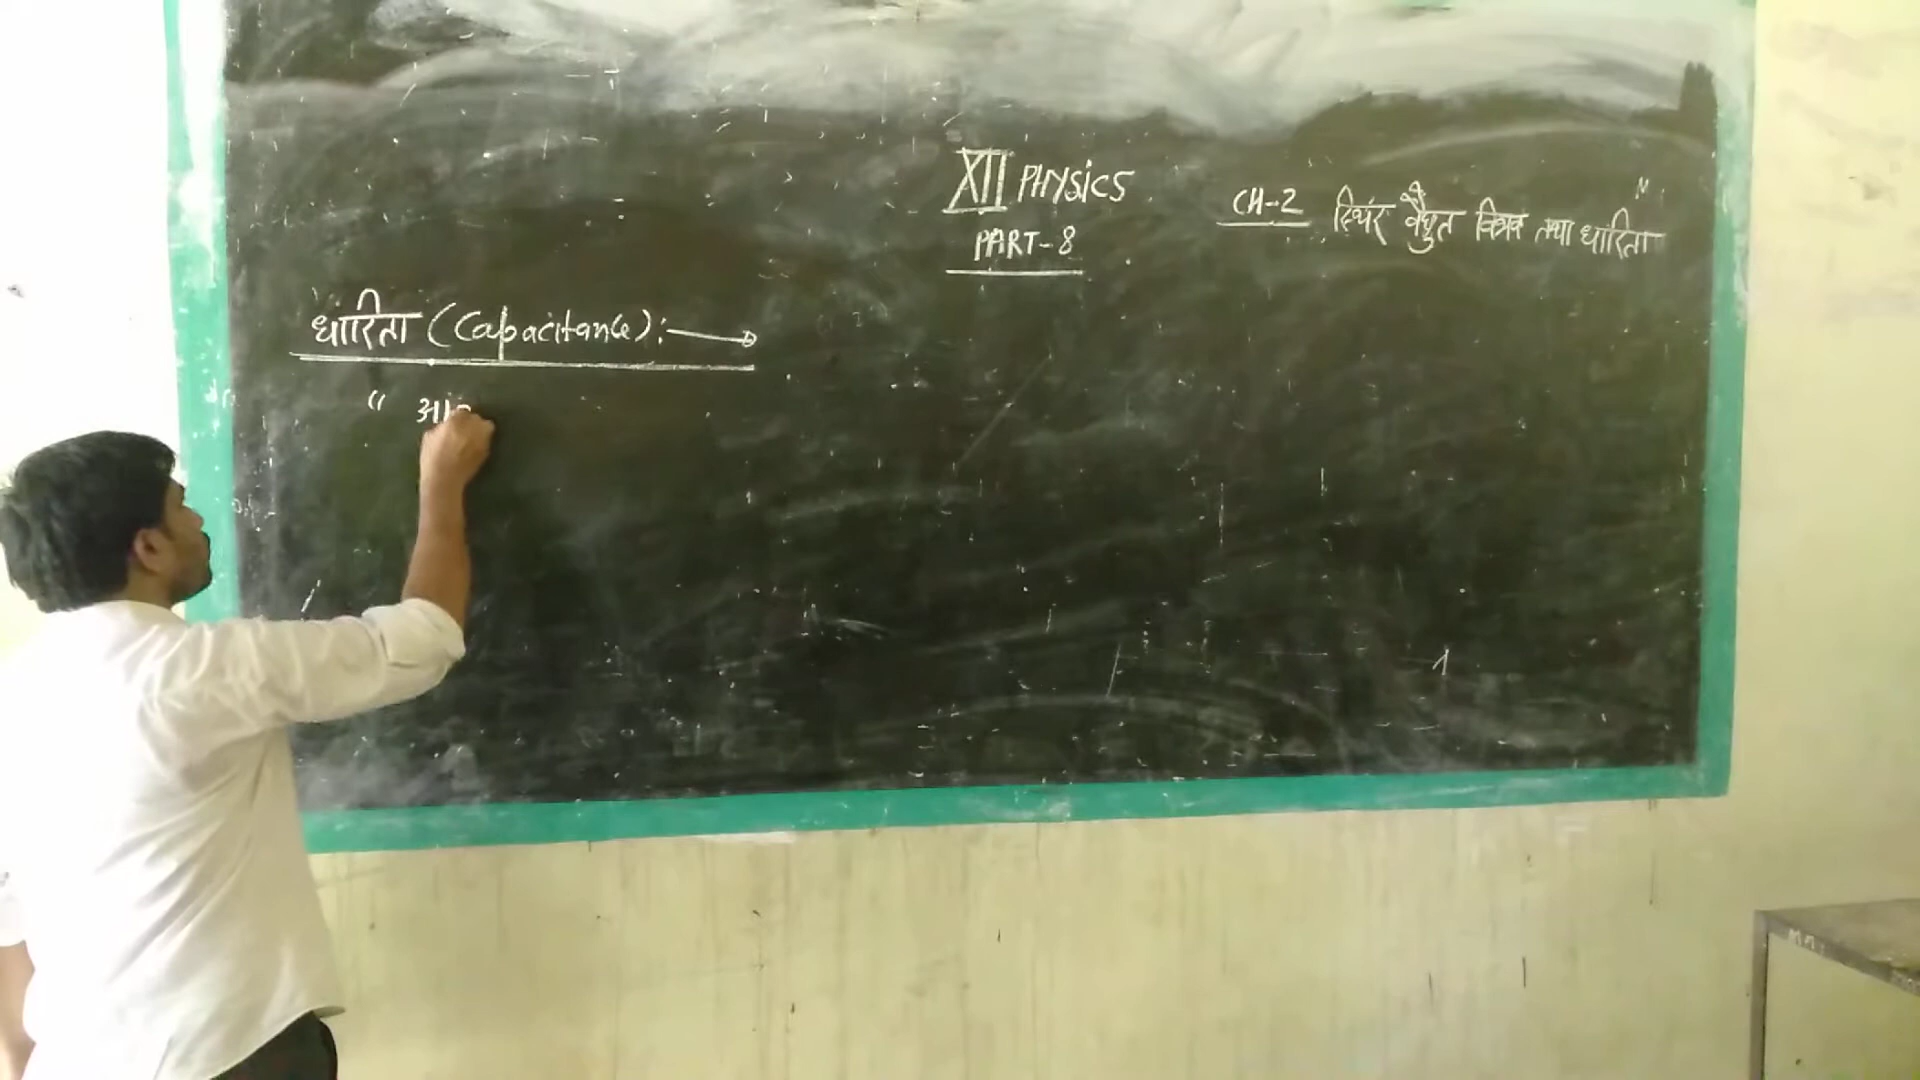 XII PHYSICS
PART-8
CH-2 स्थिर वैधुत विभव तथा धारिता
धारिता (Capacitance):→
“